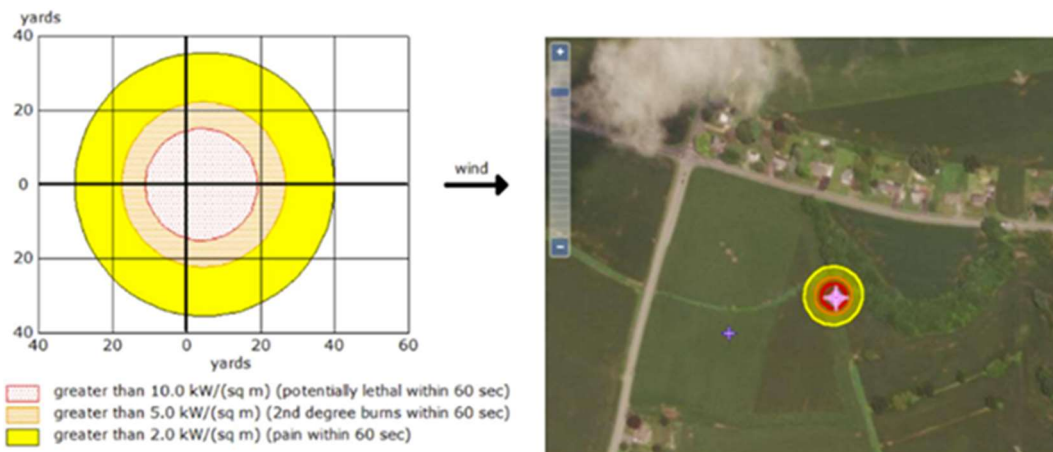 yards
40
20
0
20
40
40 20 0 20 40 60
yards
wind
greater than 10.0 kW/(sq m) (potentially lethal within 60 sec)
greater than 5.0 kW/(sq m) (2nd degree burns within 60 sec)
greater than 2.0 kW/(sq m) (pain within 60 sec)
+
−